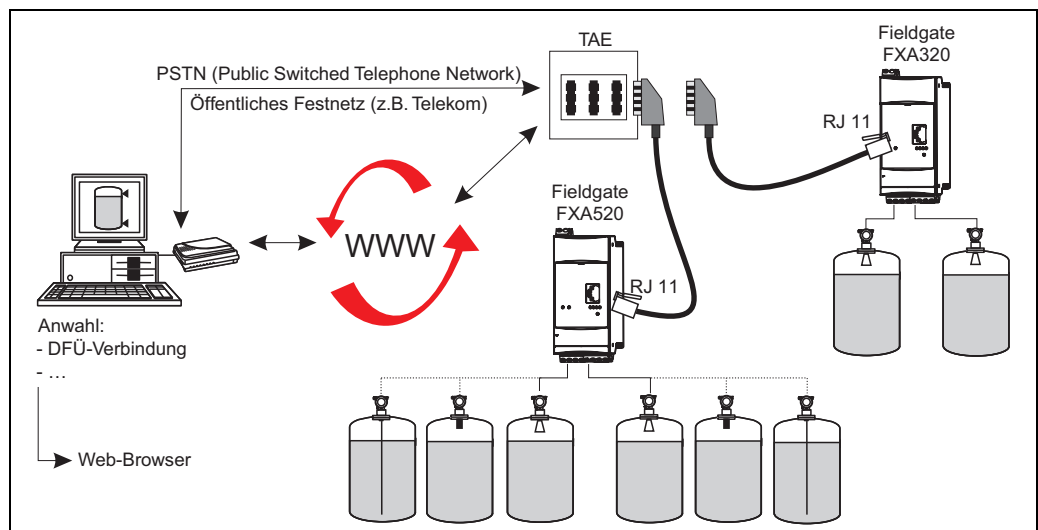 TAE
Fieldgate
FXA320
PSTN (Public Switched Telephone Network)
Öffentliches Festnetz (z.B. Telekom)
RJ 11
Fieldgate
FXA520
WWW
RJ 11
Anwahl:
- DFÜ-Verbindung
- ...
Web-Browser